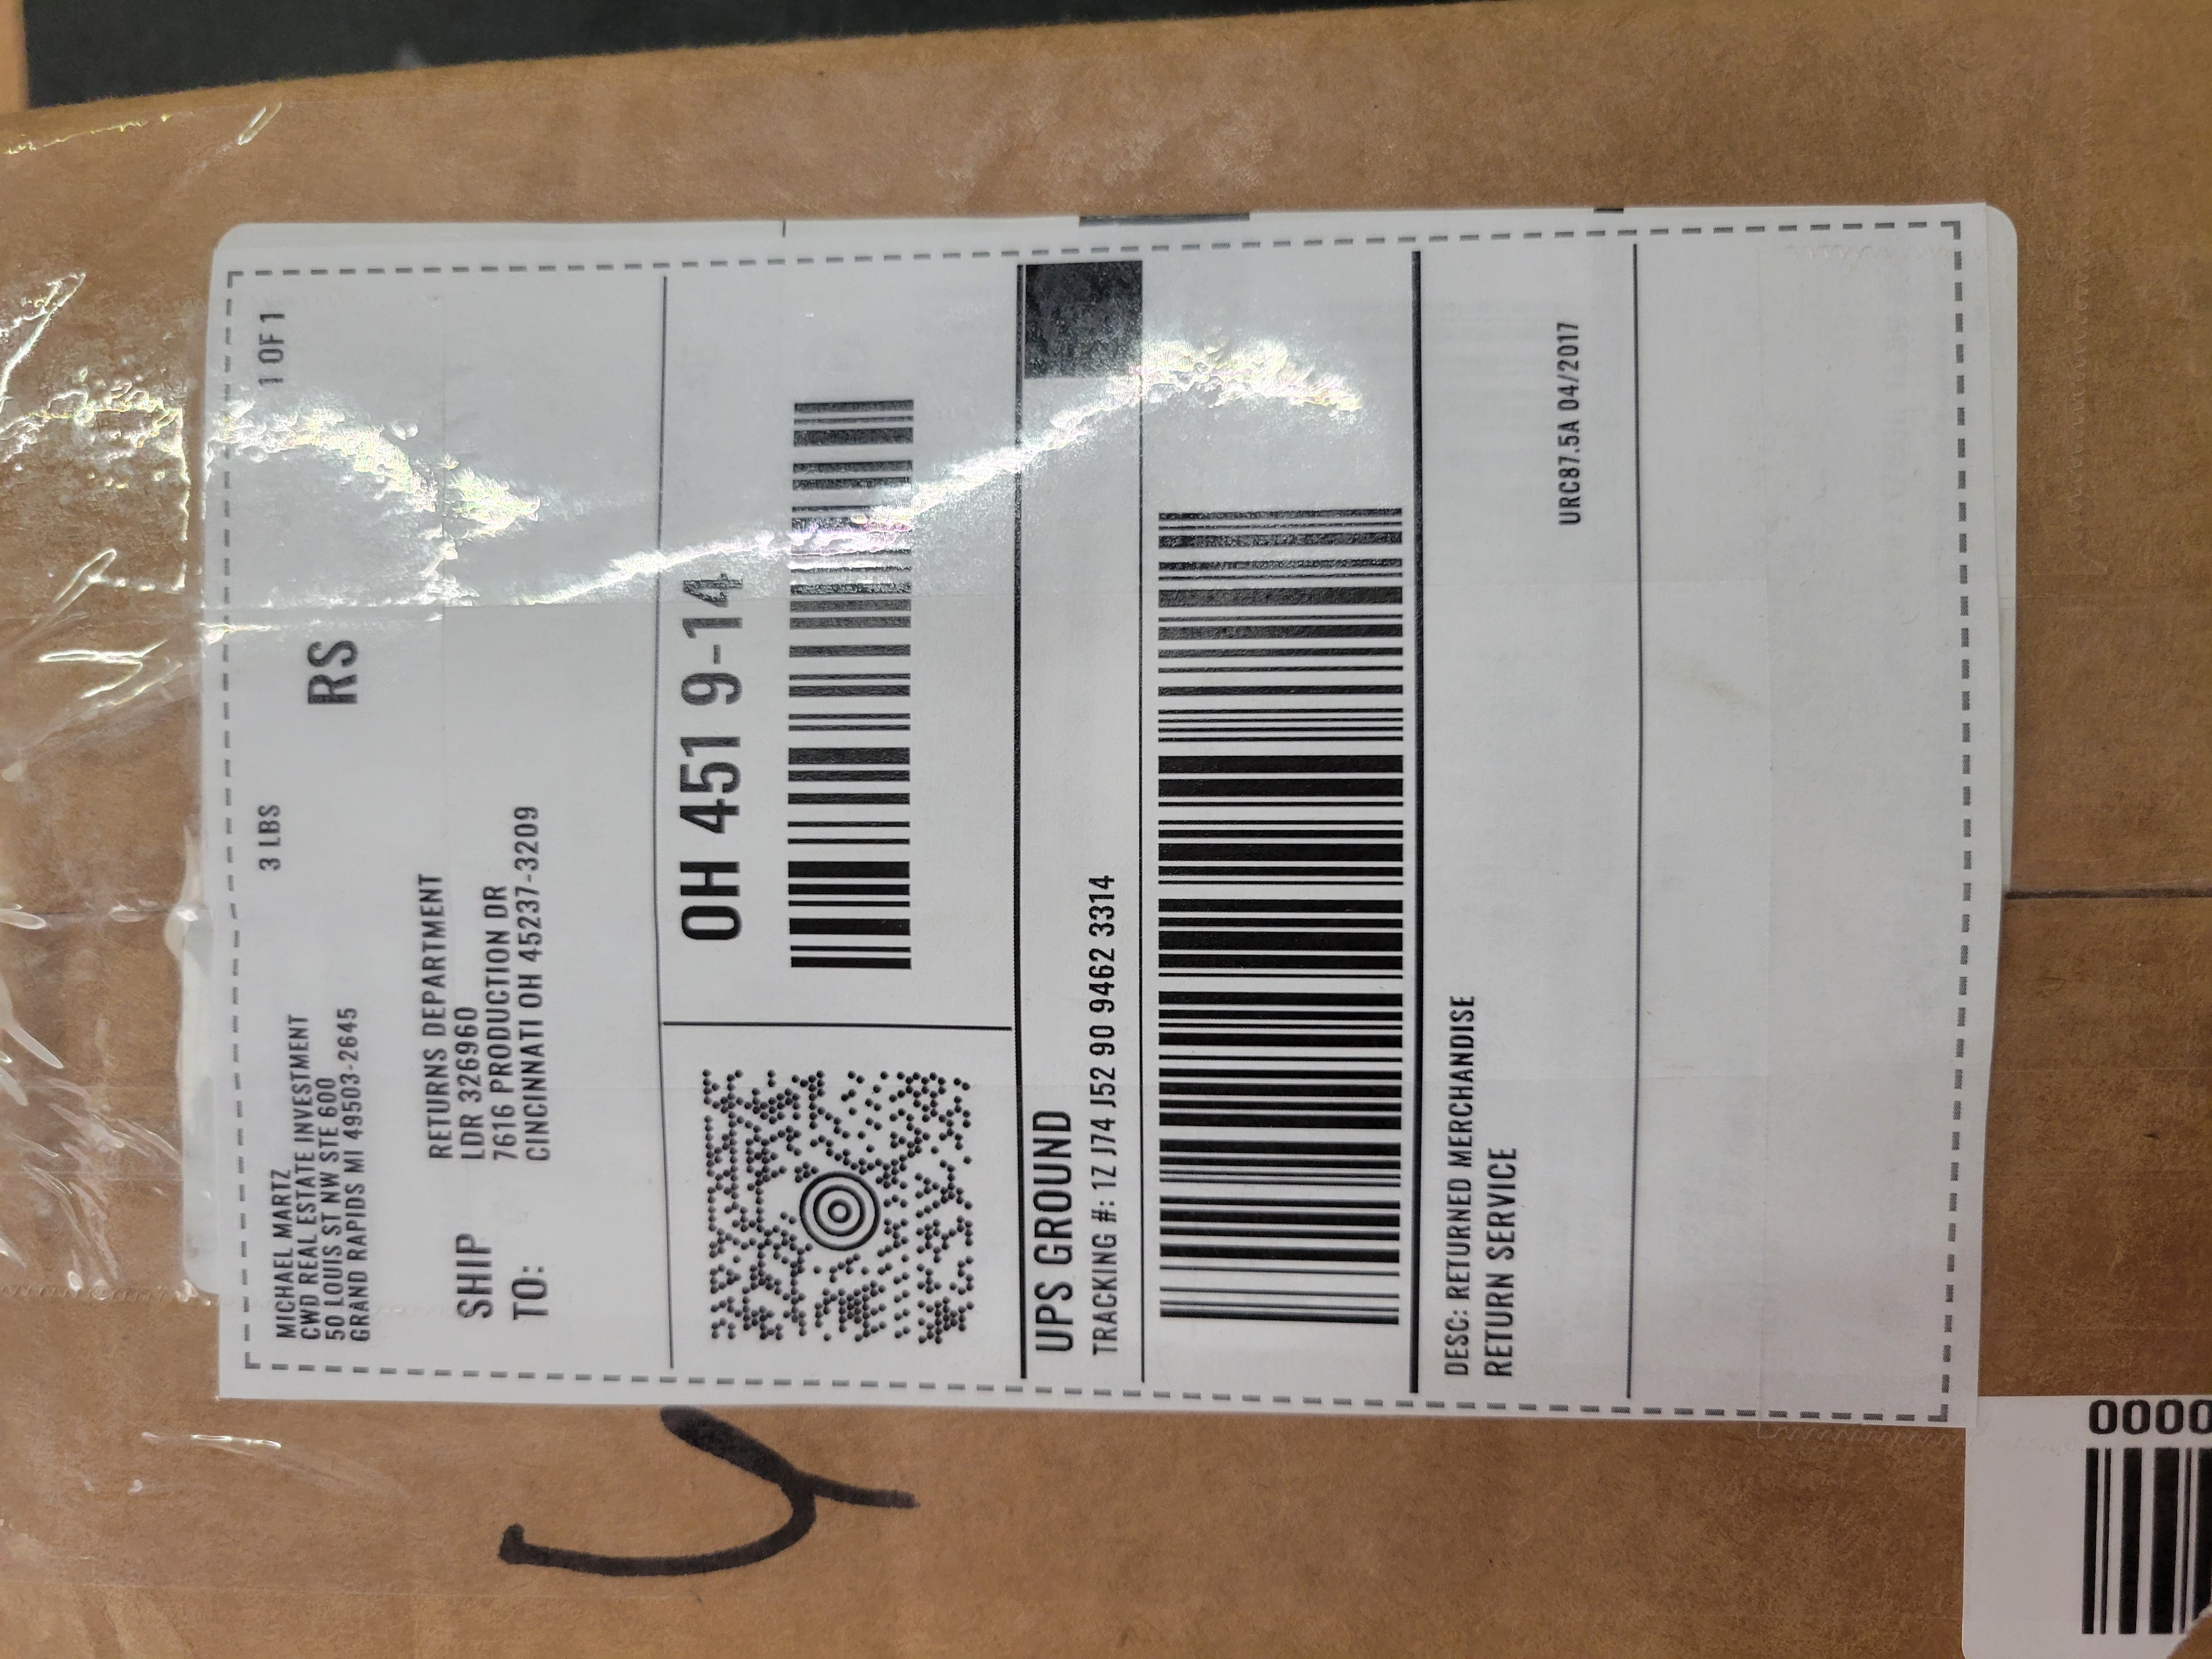 MICHAEL MARTZ
CWD REAL ESTATE INVESTMENT
50 LOUIS ST NW STE 600
GRAND RAPIDS MI 49503-2645
3 LBS
1 OF 1
RS
SHIP
TO:
RETURNS DEPARTMENT
LDR 326960
7616 PRODUCTION DR
CINCINNATI OH 45237-3209
OH 451 9-14
UPS GROUND
TRACKING #: 1Z J74 J52 90 9462 3314
DESC: RETURNED MERCHANDISE
RETURN SERVICE
URC87.5A 04/2017
0000